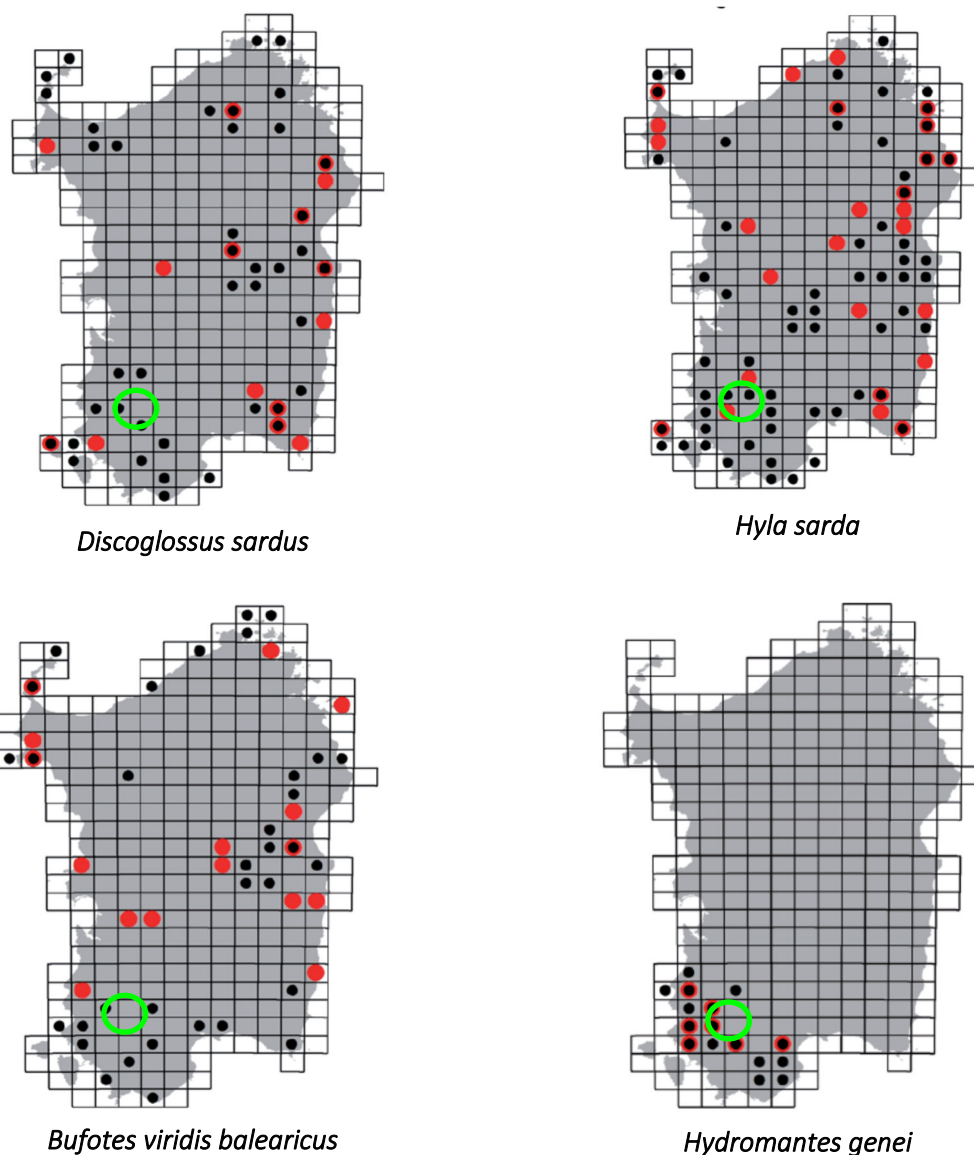 Discoglossus sardus
Hyla sarda
Bufotes viridis balearicus
Hydromantes genei